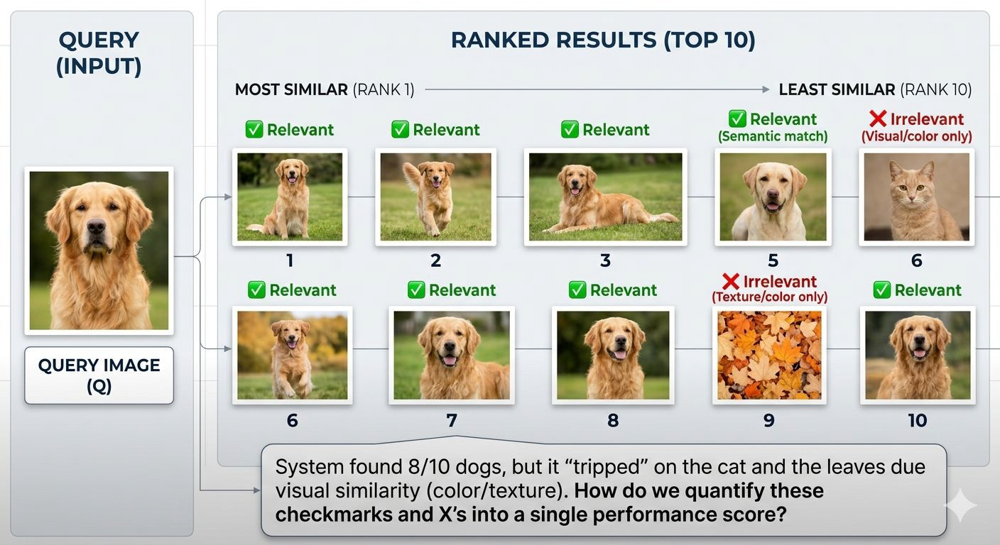 QUERY
(INPUT)
RANKED RESULTS (TOP 10)
MOST SIMILAR (RANK 1)
LEAST SIMILAR (RANK 10)
✅ Relevant
✅ Relevant
✅ Relevant
✅ Relevant
(Semantic match)
❌ Irrelevant
(Visual/color only)
1
2
3
5
6
✅ Relevant
✅ Relevant
✅ Relevant
❌ Irrelevant
(Texture/color only)
✅ Relevant
6
7
8
9
10
QUERY IMAGE
(Q)
System found 8/10 dogs, but it “tripped” on the cat and the leaves due
visual similarity (color/texture). How do we quantify these
checkmarks and X’s into a single performance score?